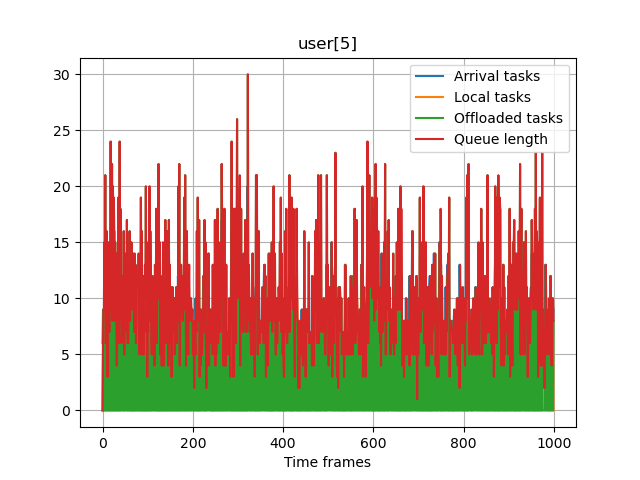 user[5]
30
25
20
15
10
5
0
Arrival tasks
Local tasks
Offloaded tasks
Queue length
0 200 400 600 800 1000
Time frames